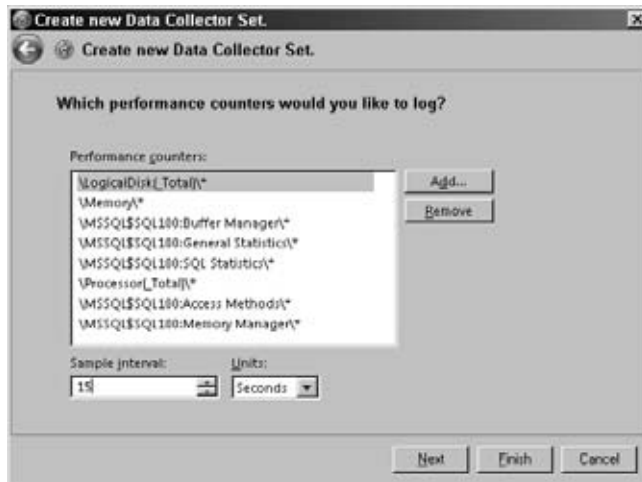 Create new Data Collector Set.
Create new Data Collector Set.
Which performance counters would you like to log?
Performance counters:
\LogicalDisk(_Total)\*
\Memory\*
\MSSQL$SQL100:Buffer Manager\*
\MSSQL$SQL100:General Statistics\*
\MSSQL$SQL100:SQL Statistics\*
\Processor(_Total)\*
\MSSQL$SQL100:Access Methods\*
\MSSQL$SQL100:Memory Manager\*
Add...
Remove
Sample interval: Units:
15 Seconds
Next Finish Cancel